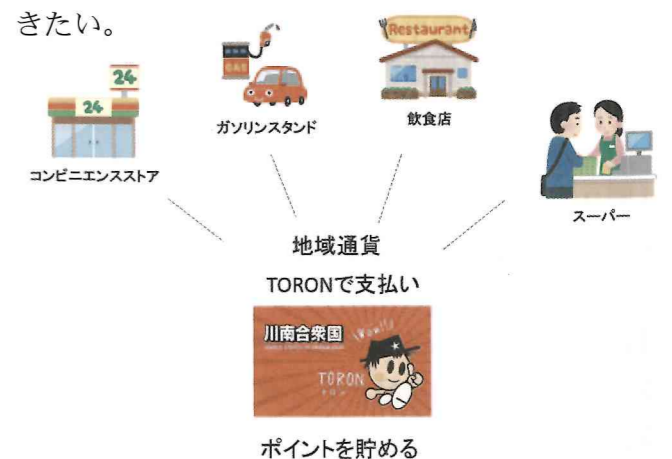 きたい。
Restaurant
24
24
GAS
ガソリンスタンド
飲食店
コンビニエンスストア
スーパー
地域通貨
TORONで支払い
川南合衆国
Wow!!
TORON
トロン
ポイントを貯める